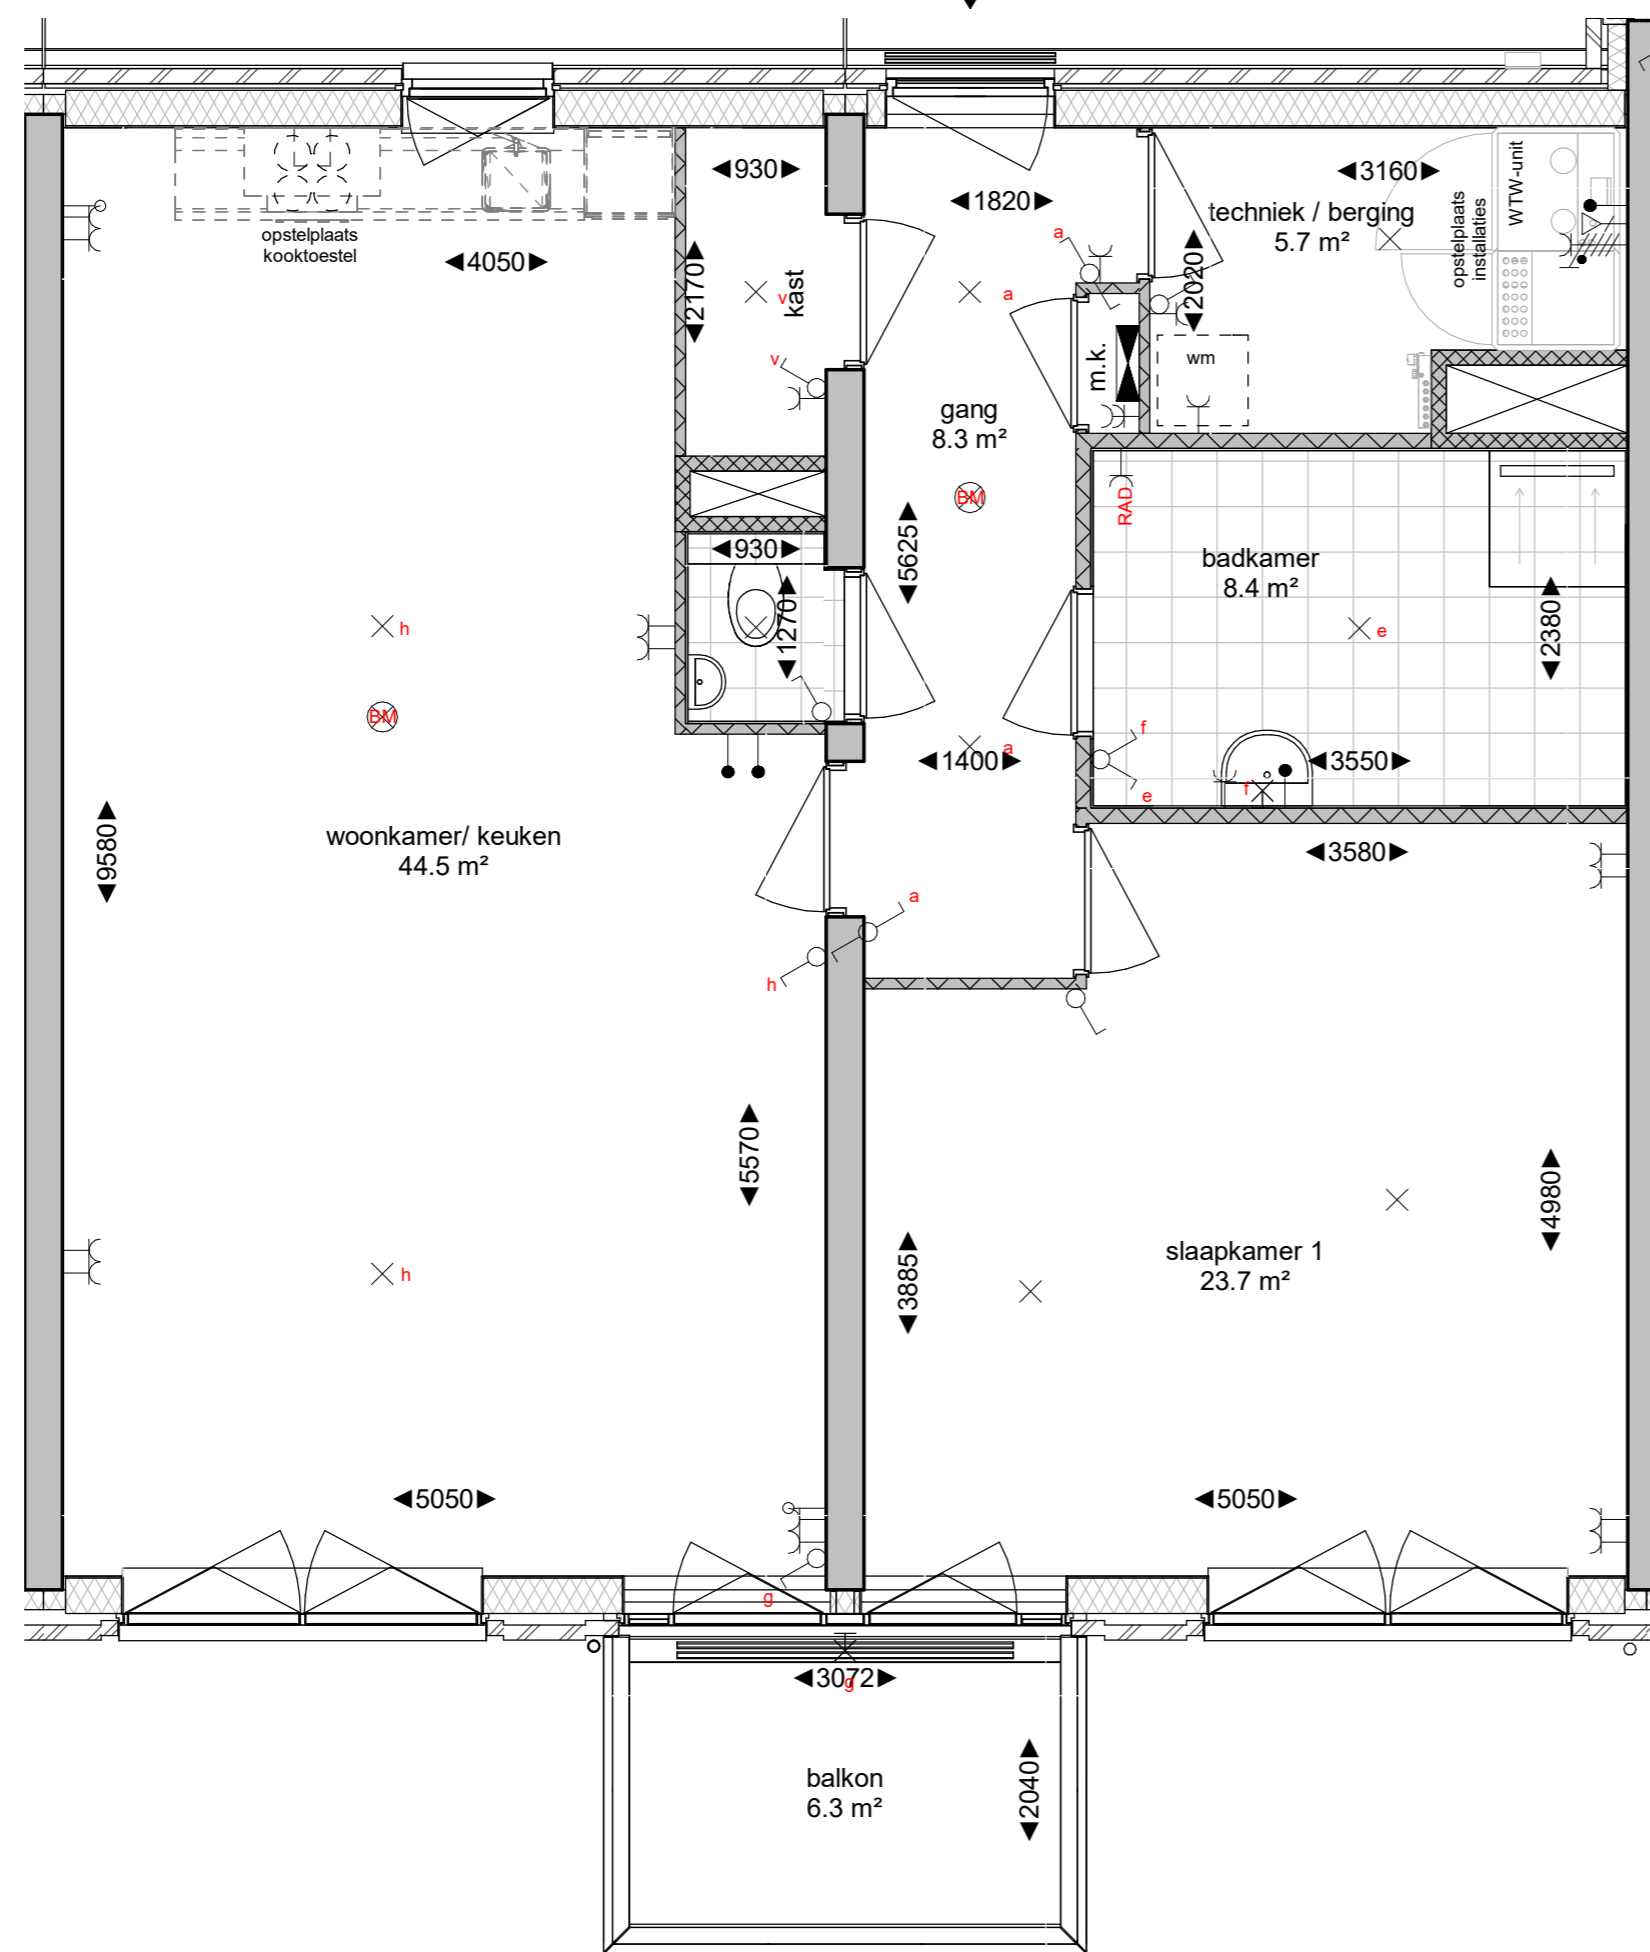 930
1820
3160
WTW-unit
opstelplaats
installaties
techniek / berging
5.7 m²
a
opstelplaats
kooktoestel
4050
2170
v
kast
a
2020
v
m.k.
wm
gang
8.3 m²
BM
RAD
930
5625
badkamer
8.4 m²
1270
2380
h
e
BM
f
a
1400
3550
f
e
woonkamer/ keuken
44.5 m²
9580
3580
a
h
5570
4980
slaapkamer 1
23.7 m²
3885
h
5050
5050
g
3072
g
balkon
6.3 m²
2040